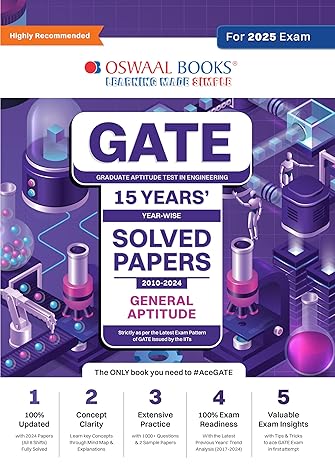 Highly Recommended
For 2025 Exam
OSWAAL BOOKS®
LEARNING MADE SIMPLE
GATE
GRADUATE APTITUDE TEST IN ENGINEERING
15 YEARS'
YEAR-WISE
SOLVED
PAPERS
2010-2024
GENERAL
APTITUDE
Strictly as per the Latest Exam Pattern
of GATE issued by the IITs
The ONLY book you need to #AceGATE
1 2 3 4 5
100% Concept Extensive 100% Exam Valuable
Updated Clarity Practice Readiness Exam Insights
with 2024 Papers Learn key Concepts with 1000+ Questions With the Latest with Tips & Tricks
(All 8 Shifts) through Mind Map & & 2 Sample Papers Previous Years' Trend to ace GATE Exam
Fully Solved Explanations Analysis (2017-2024) in first attempt